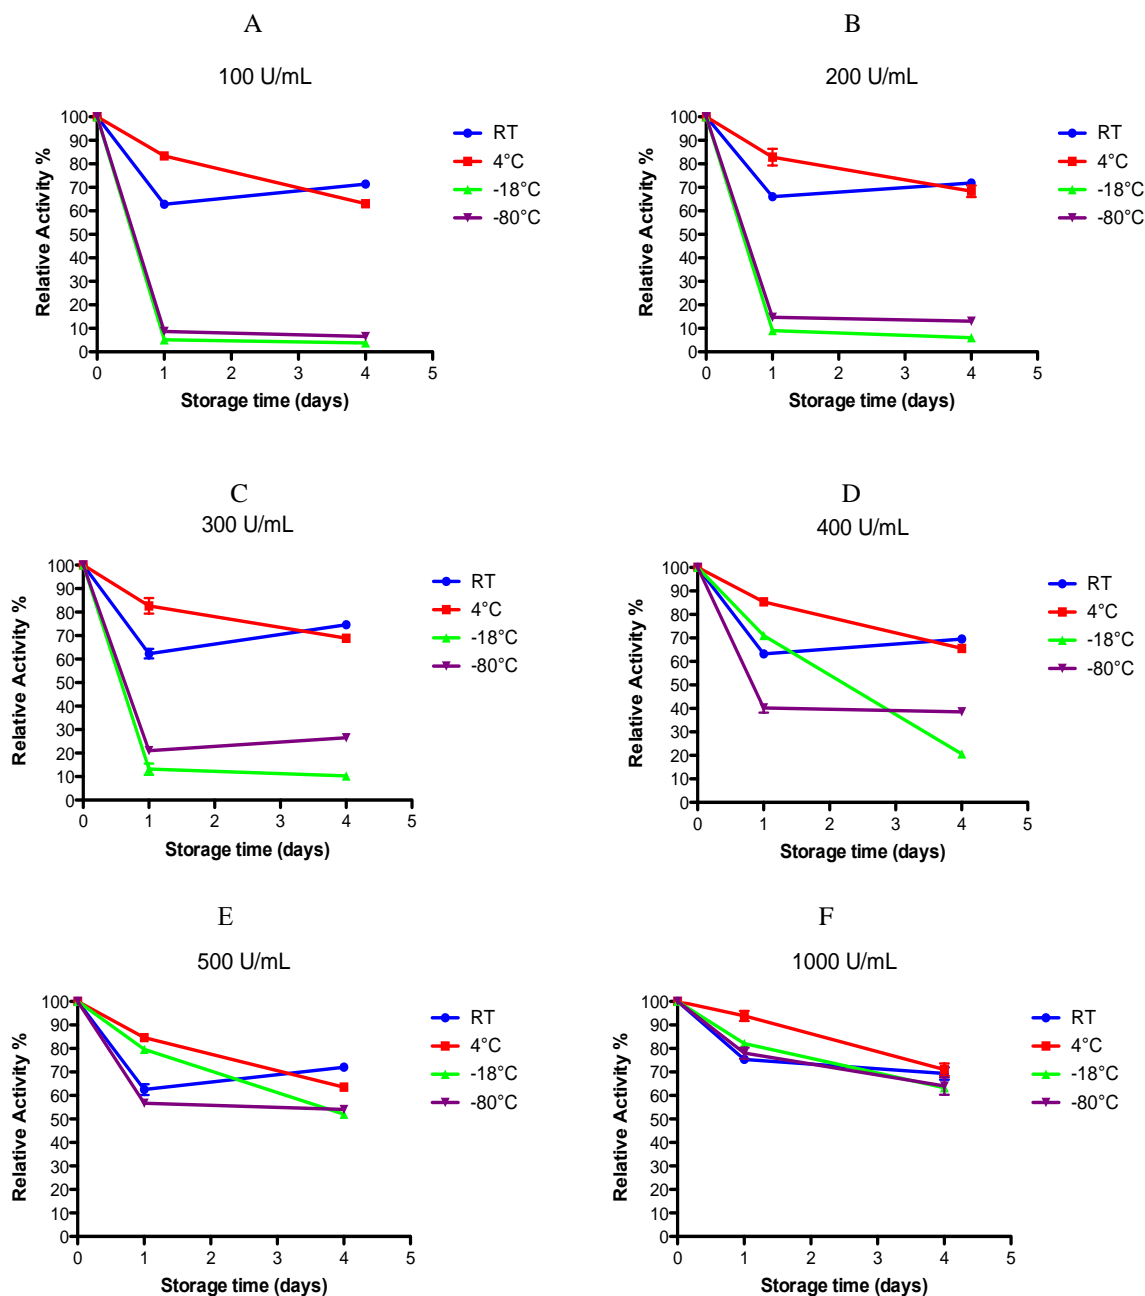 A
100 U/mL
100
90
80
70
60
50
40
30
20
10
0
Relative Activity %
0 1 2 3 4 5
Storage time (days)
RT
4°C
-18°C
-80°C
B
200 U/mL
100
90
80
70
60
50
40
30
20
10
0
Relative Activity %
0 1 2 3 4 5
Storage time (days)
RT
4°C
-18°C
-80°C
C
300 U/mL
100
90
80
70
60
50
40
30
20
10
0
Relative Activity %
0 1 2 3 4 5
Storage time (days)
RT
4°C
-18°C
-80°C
D
400 U/mL
100
90
80
70
60
50
40
30
20
10
0
Relative Activity %
0 1 2 3 4 5
Storage time (days)
RT
4°C
-18°C
-80°C
E
500 U/mL
100
90
80
70
60
50
40
30
20
10
0
Relative Activity %
0 1 2 3 4 5
Storage time (days)
RT
4°C
-18°C
-80°C
F
1000 U/mL
100
90
80
70
60
50
40
30
20
10
0
Relative Activity %
0 1 2 3 4 5
Storage time (days)
RT
4°C
-18°C
-80°C